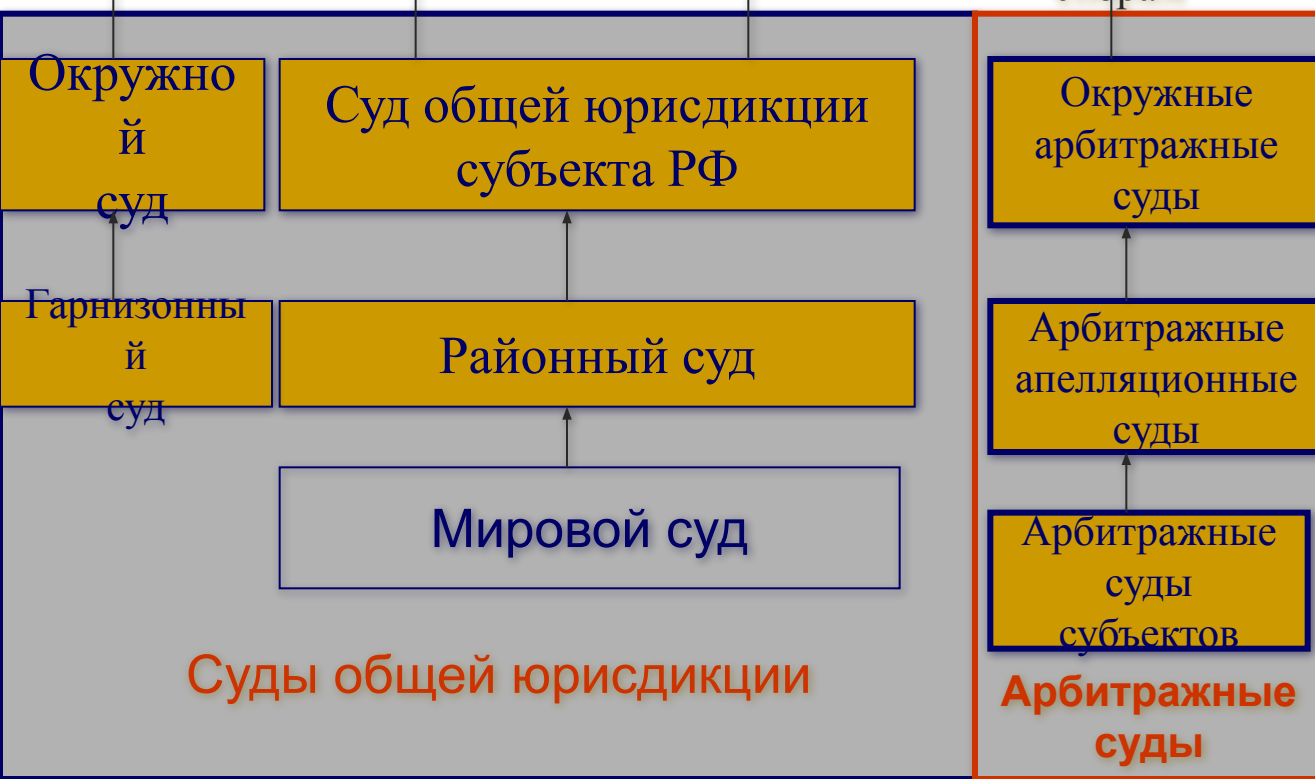 Окружно
й
суд
Суд общей юрисдикции
субъекта РФ
Окружные
арбитражные
суды
Гарнизонны
й
суд
Районный суд
Арбитражные
апелляционные
суды
Мировой суд
Арбитражные
суды
субъектов
Суды общей юрисдикции
Арбитражные
суды